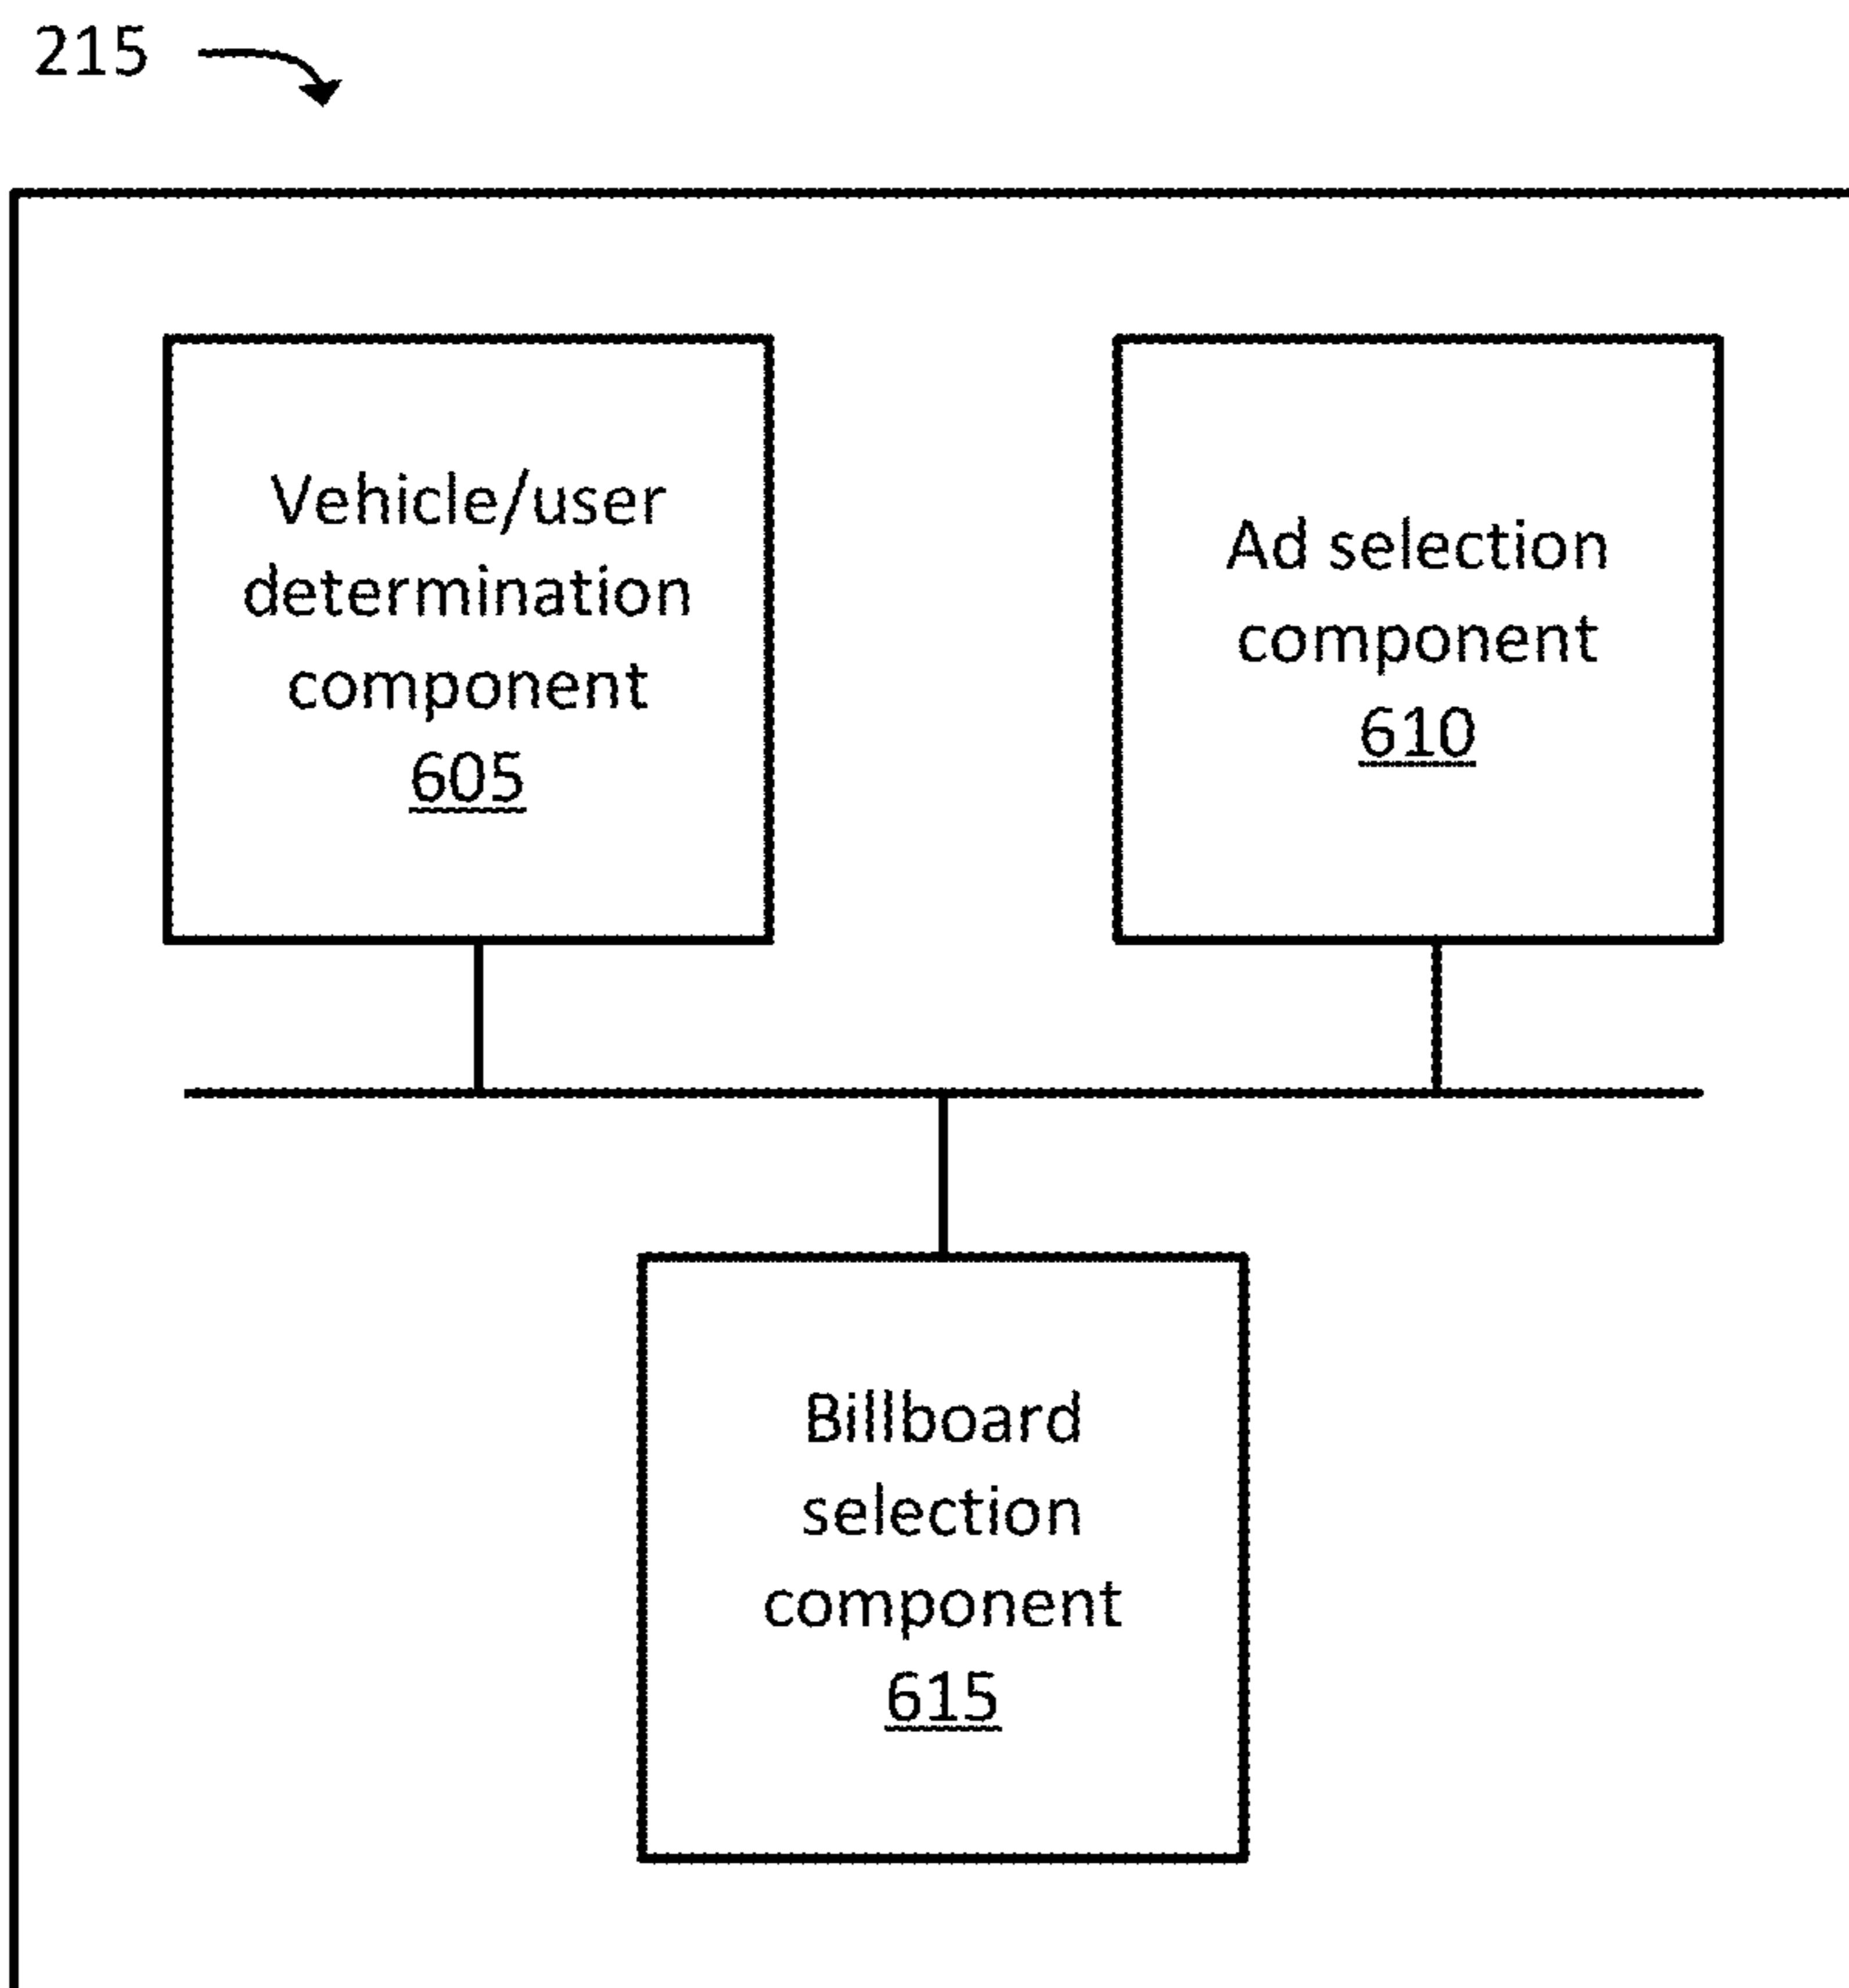 215
Vehicle/user
determination
component
605
Ad selection
component
610
Billboard
selection
component
615